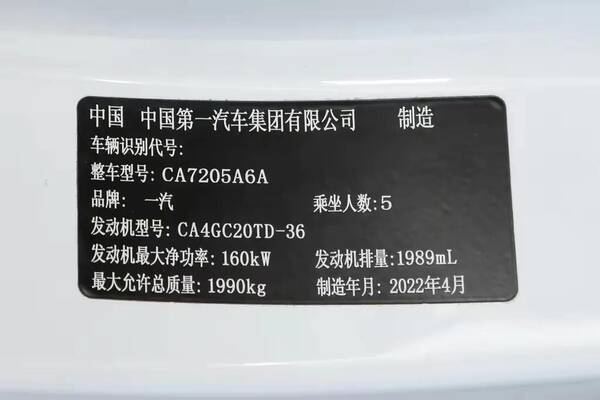 中国 中国第一汽车集团有限公司 制造
车辆识别代号:
整车型号: CA7205A6A
品牌: 一汽 乘坐人数: 5
发动机型号: CA4GC20TD-36
发动机最大净功率: 160kW 发动机排量: 1989mL
最大允许总质量: 1990kg 制造年月: 2022年4月